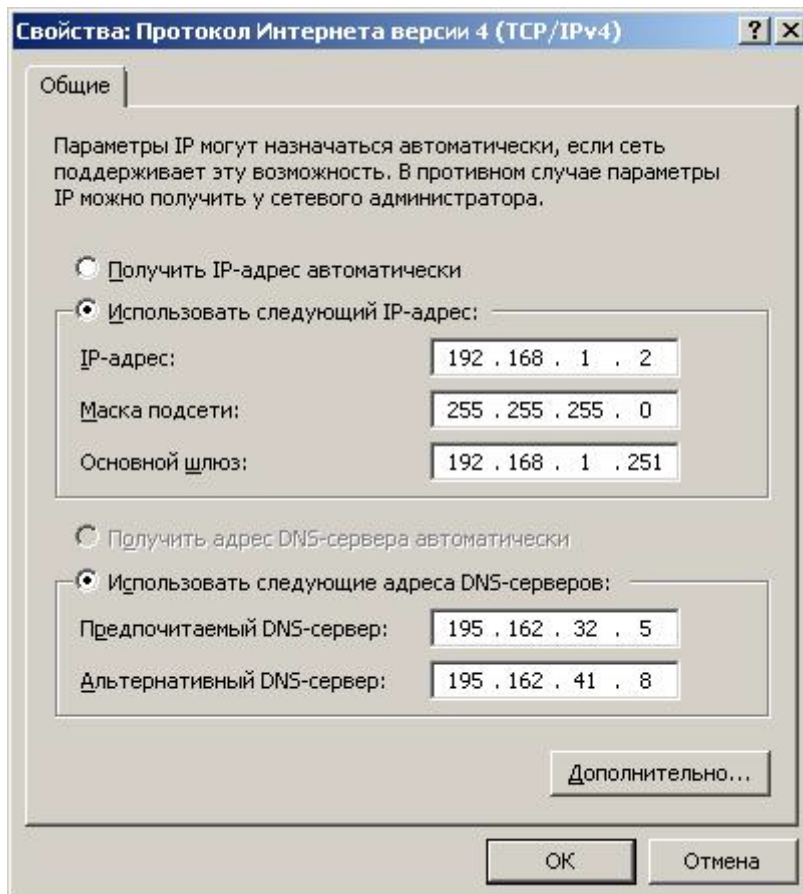 Свойства: Протокол Интернета версии 4 (TCP/IPv4)
Общие
Параметры IP могут назначаться автоматически, если сеть
поддерживает эту возможность. В противном случае параметры
IP можно получить у сетевого администратора.
Получить IP-адрес автоматически
Использовать следующий IP-адрес:
IP-адрес: 192 . 168 . 1 . 2
Маска подсети: 255 . 255 . 255 . 0
Основной шлюз: 192 . 168 . 1 . 251
Получить адрес DNS-сервера автоматически
Использовать следующие адреса DNS-серверов:
Предпочитаемый DNS-сервер: 195 . 162 . 32 . 5
Альтернативный DNS-сервер: 195 . 162 . 41 . 8
Дополнительно...
ОК Отмена